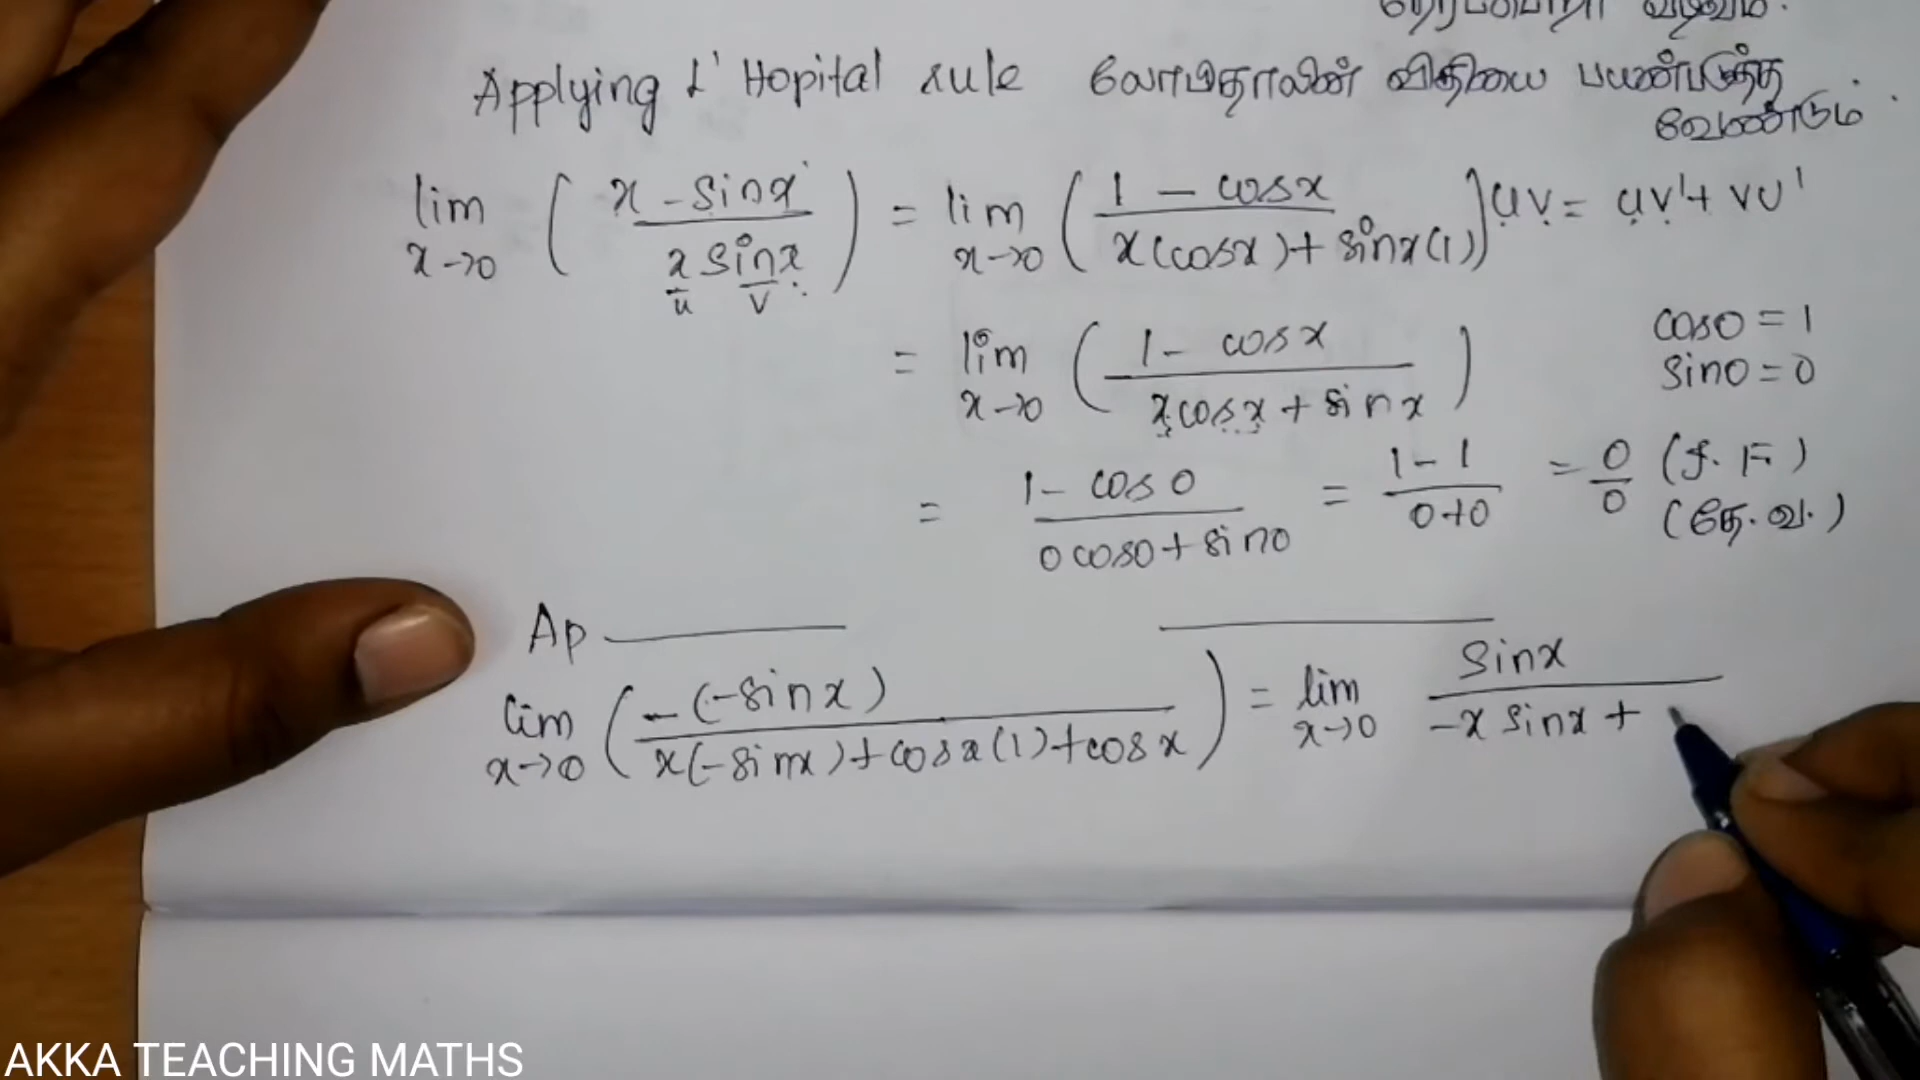 Applying L' Hopital rule லோபிதாலின் விதியை பயன்படுத்த
வேண்டும்.
lim x→0 ( x - sinx / x sinx ) = lim x→0 ( 1 - cosx / x(cosx) + sinx(1) ) uv = uv' + vu'
u v
= lim x→0 ( 1 - cosx / xcosx + sinx )
cos0 = 1
sin0 = 0
= 1 - cos0 / 0cos0 + sin0 = 1-1 / 0+0 = 0/0 (I.F.)
(தே.வ.)
Ap
lim x→0 ( -(-sinx) / x(-sinx) + cosx(1) + cosx ) = lim x→0 sinx / -x sinx +
AKKA TEACHING MATHS